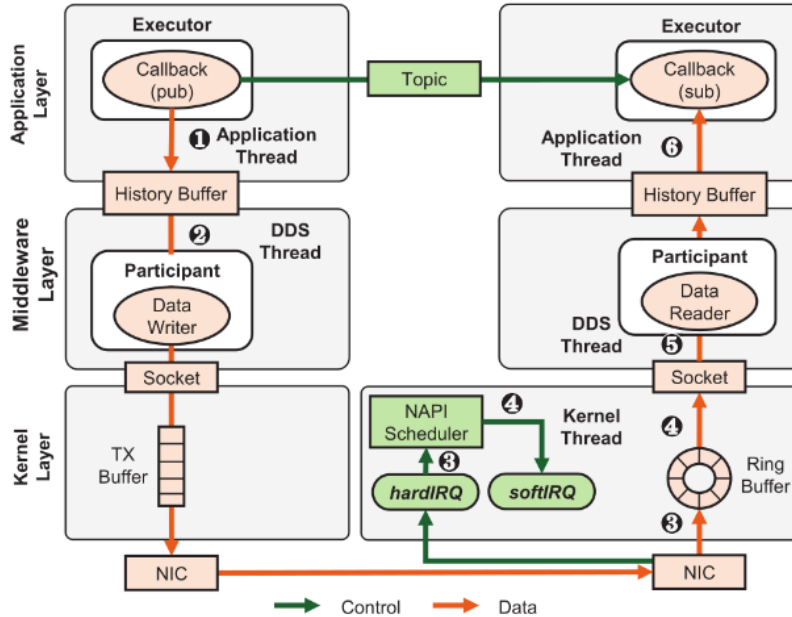 Application
Layer
Executor
Callback
(pub)
❶
Application
Thread
Topic
Executor
Callback
(sub)
Application
Thread
❻
History Buffer
History Buffer
Middleware
Layer
❷
DDS
Thread
Participant
Data
Writer
Participant
Data
Reader
DDS
Thread
❺
Socket
Socket
Kernel
Layer
TX
Buffer
NAPI
Scheduler
❹
Kernel
Thread
❹
❸
hardIRQ
softIRQ
Ring
Buffer
❸
NIC
NIC
Control
Data